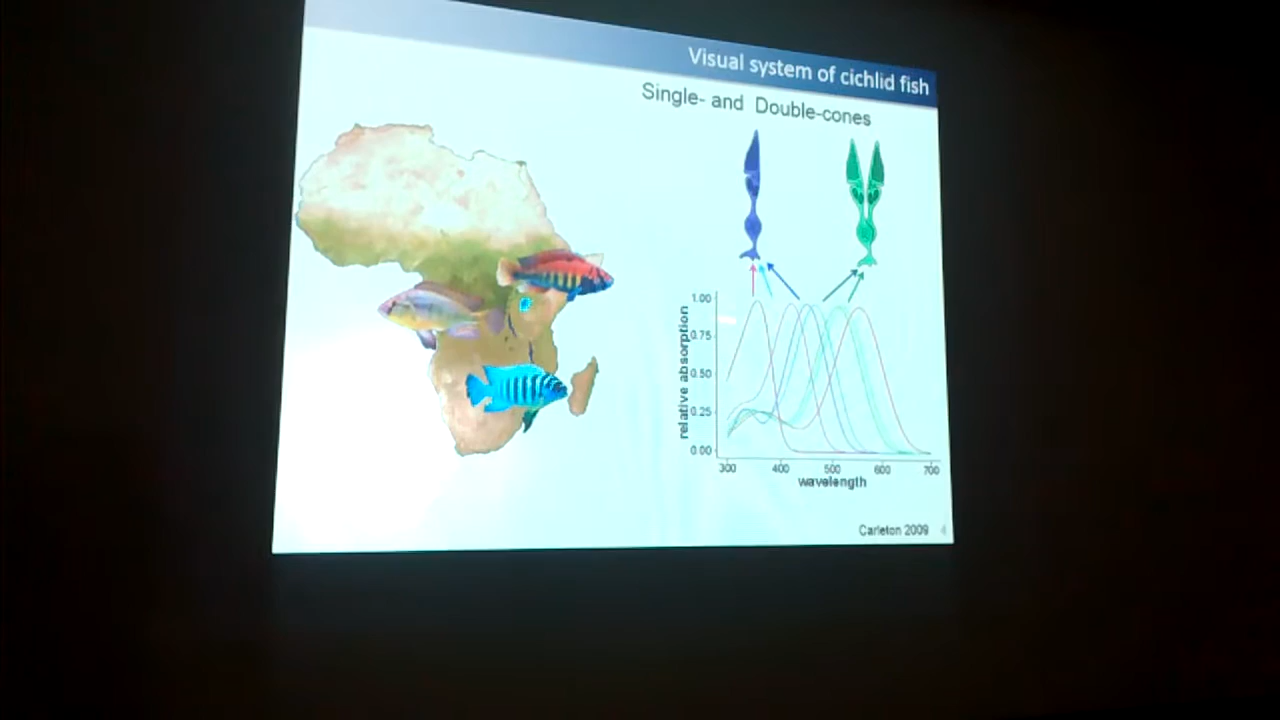 Visual system of cichlid fish
Single- and Double-cones
1.00
0.75
0.50
0.25
0.00
relative absorption
300 400 500 600 700
wavelength
Carleton 2009 4